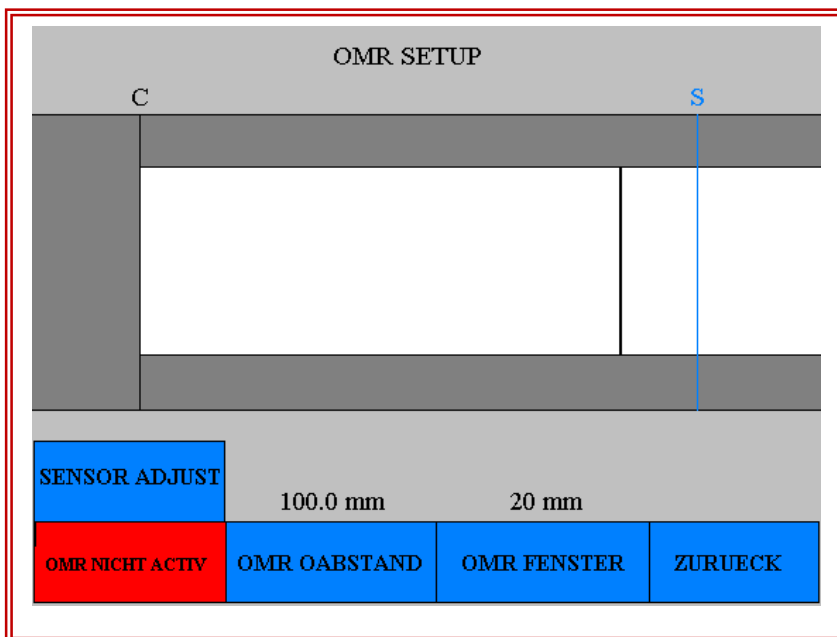 OMR SETUP
C
S
SENSOR ADJUST
100.0 mm
20 mm
OMR NICHT ACTIV
OMR OABSTAND
OMR FENSTER
ZURUECK